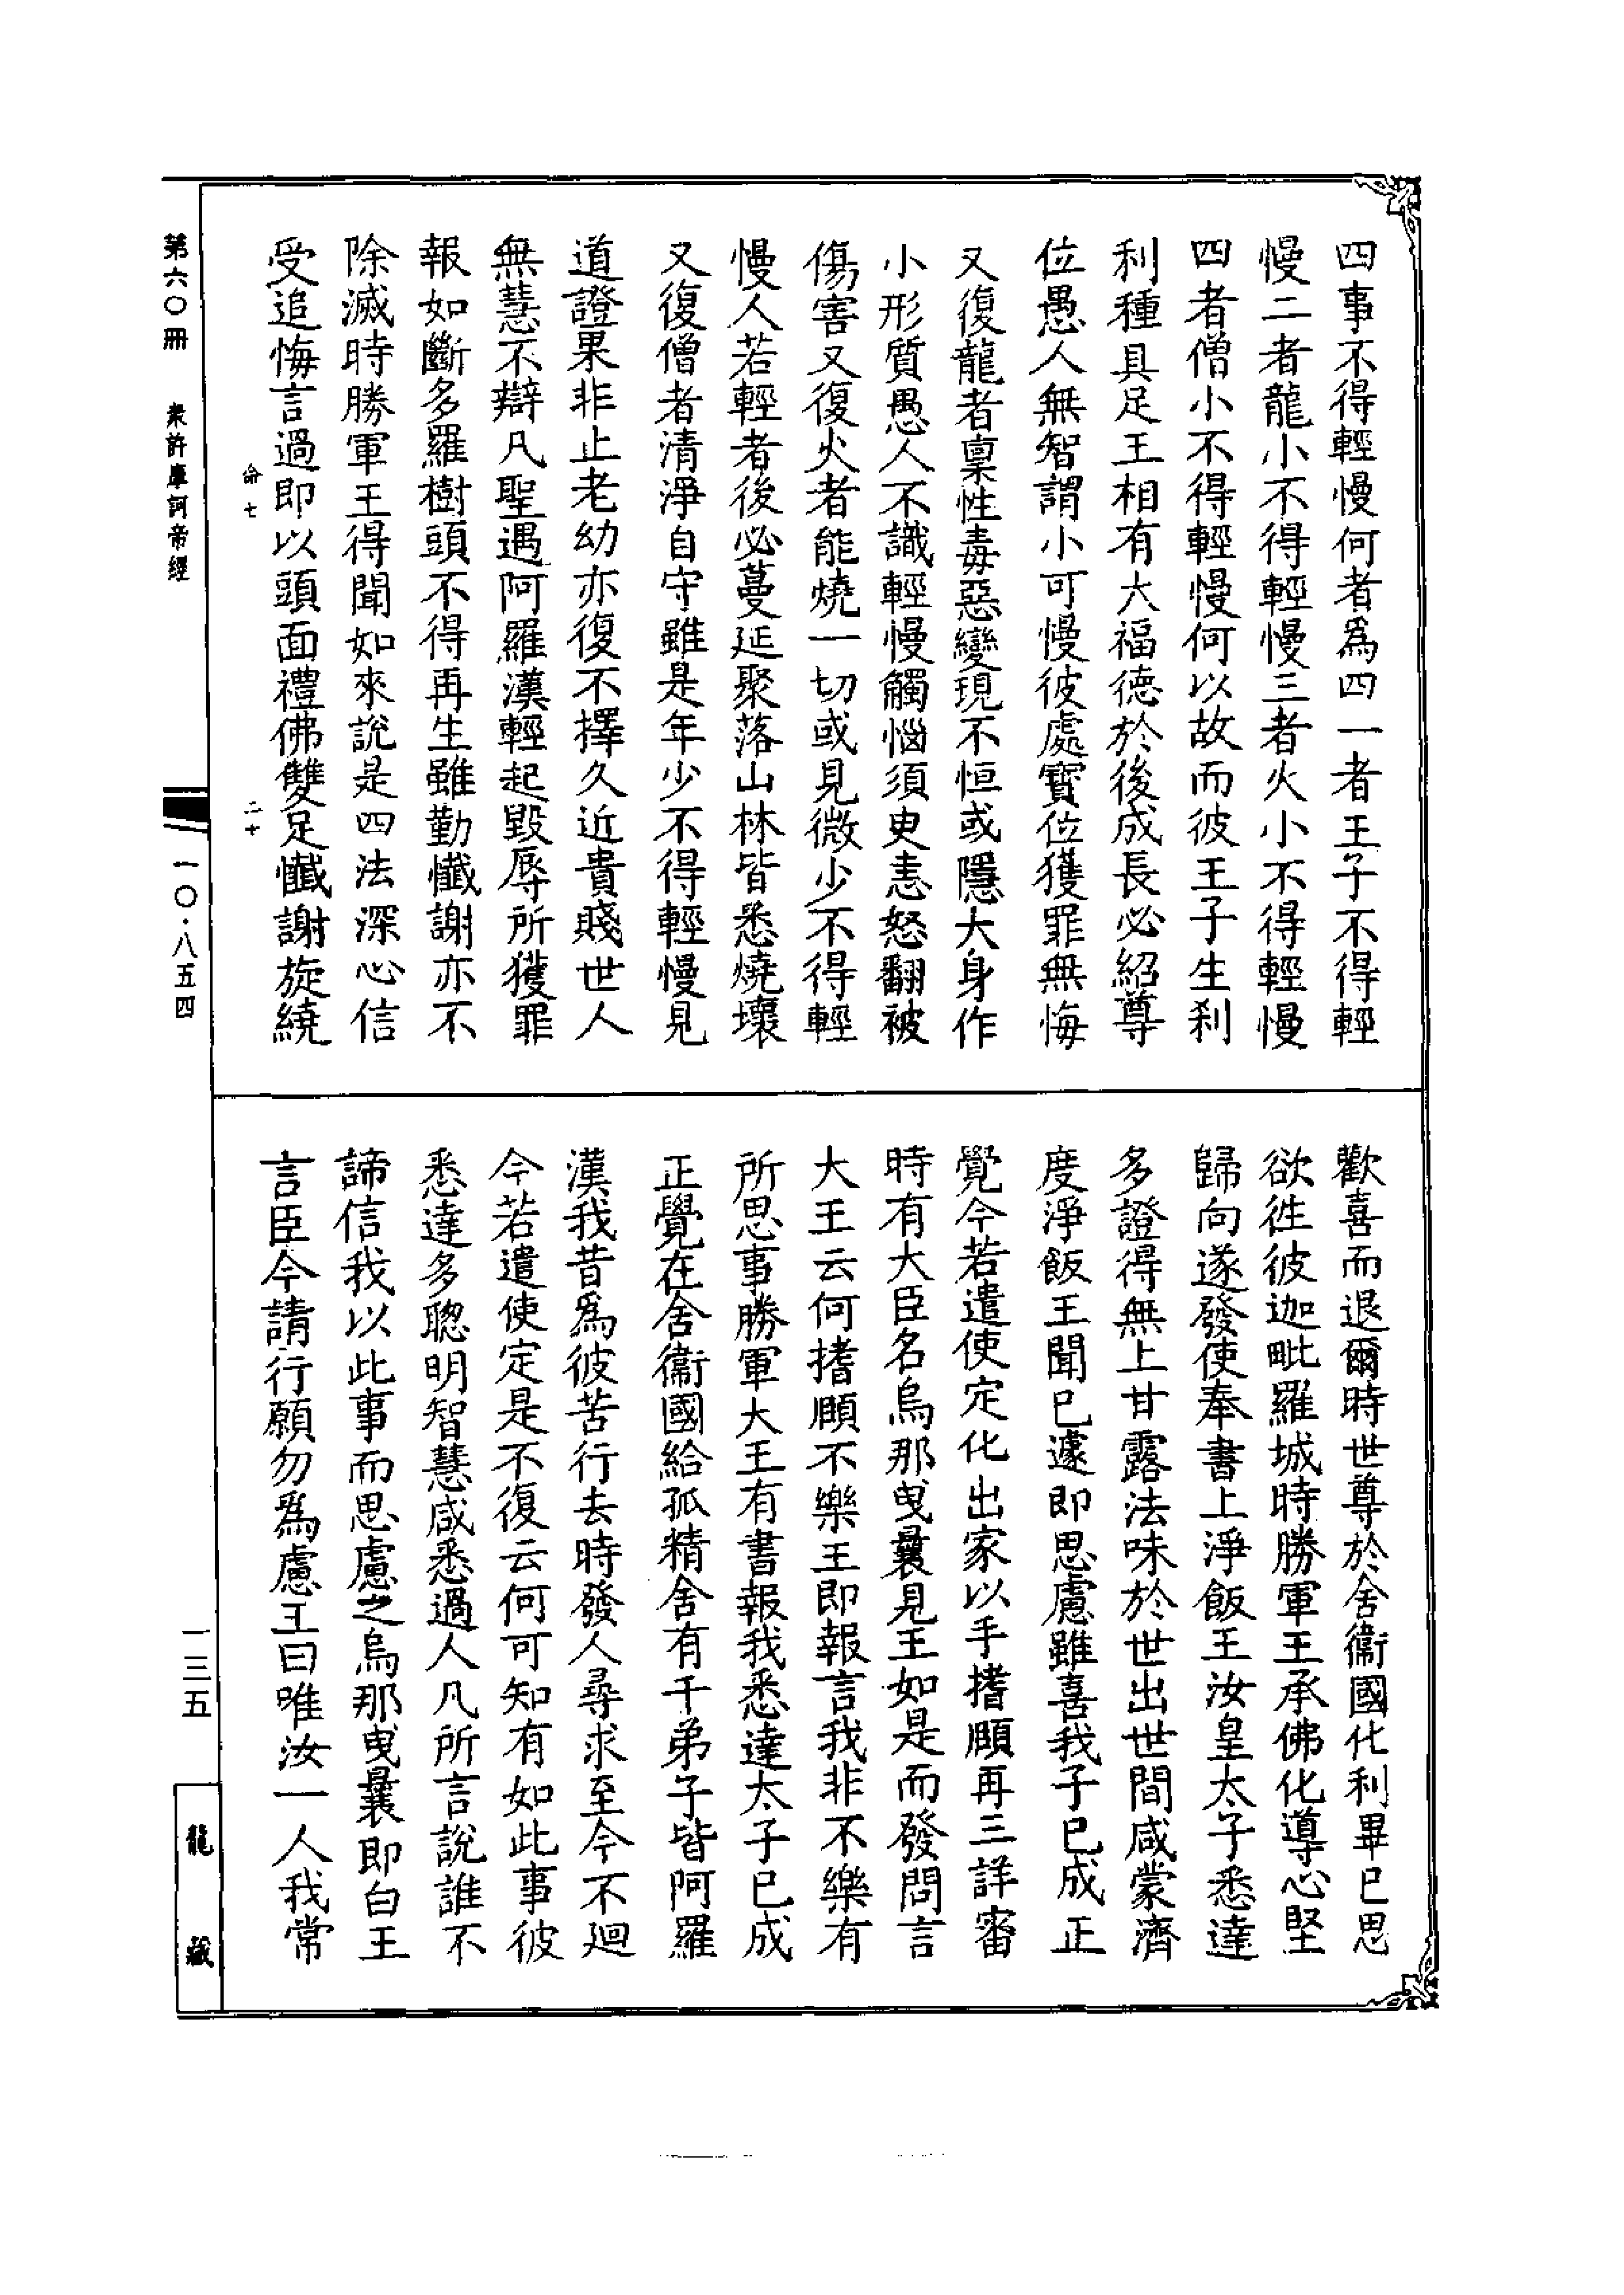 四事不得輕慢何者爲四一者王子不得輕
慢二者龍小不得輕慢三者火小不得輕慢
四者僧小不得輕慢何以故而彼王子生刹
利種具足王相有大福德於後成長必紹尊
位愚人無智謂小可慢彼處寶位獲罪無悔
又復龍者稟性毒惡變現不恒或隱大身作
小形質愚人不識輕慢觸惱須臾恚怒翻被
傷害又復火者能燒一切或見微少不得輕
慢人若輕者後必蔓延聚落山林皆悉燒壞
又復僧者清淨自守雖是年少不得輕慢見
道證果非止老幼亦復不擇久近貴賤世人
無慧不辯凡聖遇阿羅漢輕起毀辱所獲罪
報如斷多羅樹頭不得再生雖勤懺謝亦不
除滅時勝軍王得聞如來說是四法深心信
受追悔言過即以頭面禮佛雙足懺謝旋繞
歡喜而退爾時世尊於舍衞國化利畢已思
欲徃彼迦毗羅城時勝軍王承佛化導心堅
歸向遂發使奉書上淨飯王汝皇太子悉達
多證得無上甘露法味於世出世間咸蒙濟
度淨飯王聞已遽即思慮雖喜我子已成正
覺今若遣使定化出家以手搘頤再三詳審
時有大臣名烏那曳曩見王如是而發問言
大王云何搘頤不樂王即報言我非不樂有
所思事勝軍大王有書報我悉達太子已成
正覺在舍衞國給孤精舍有千弟子皆阿羅
漢我昔爲彼苦行去時發人尋求至今不廻
今若遣使定是不復云何可知有如此事彼
悉達多聰明智慧咸悉過人凡所言說誰不
諦信我以此事而思慮之烏那曳曩即白王
言臣今請行願勿爲慮王曰唯汝一人我常
命七 二十
第六〇冊 衆許摩訶帝經 一〇·八五四
一三五
龍藏